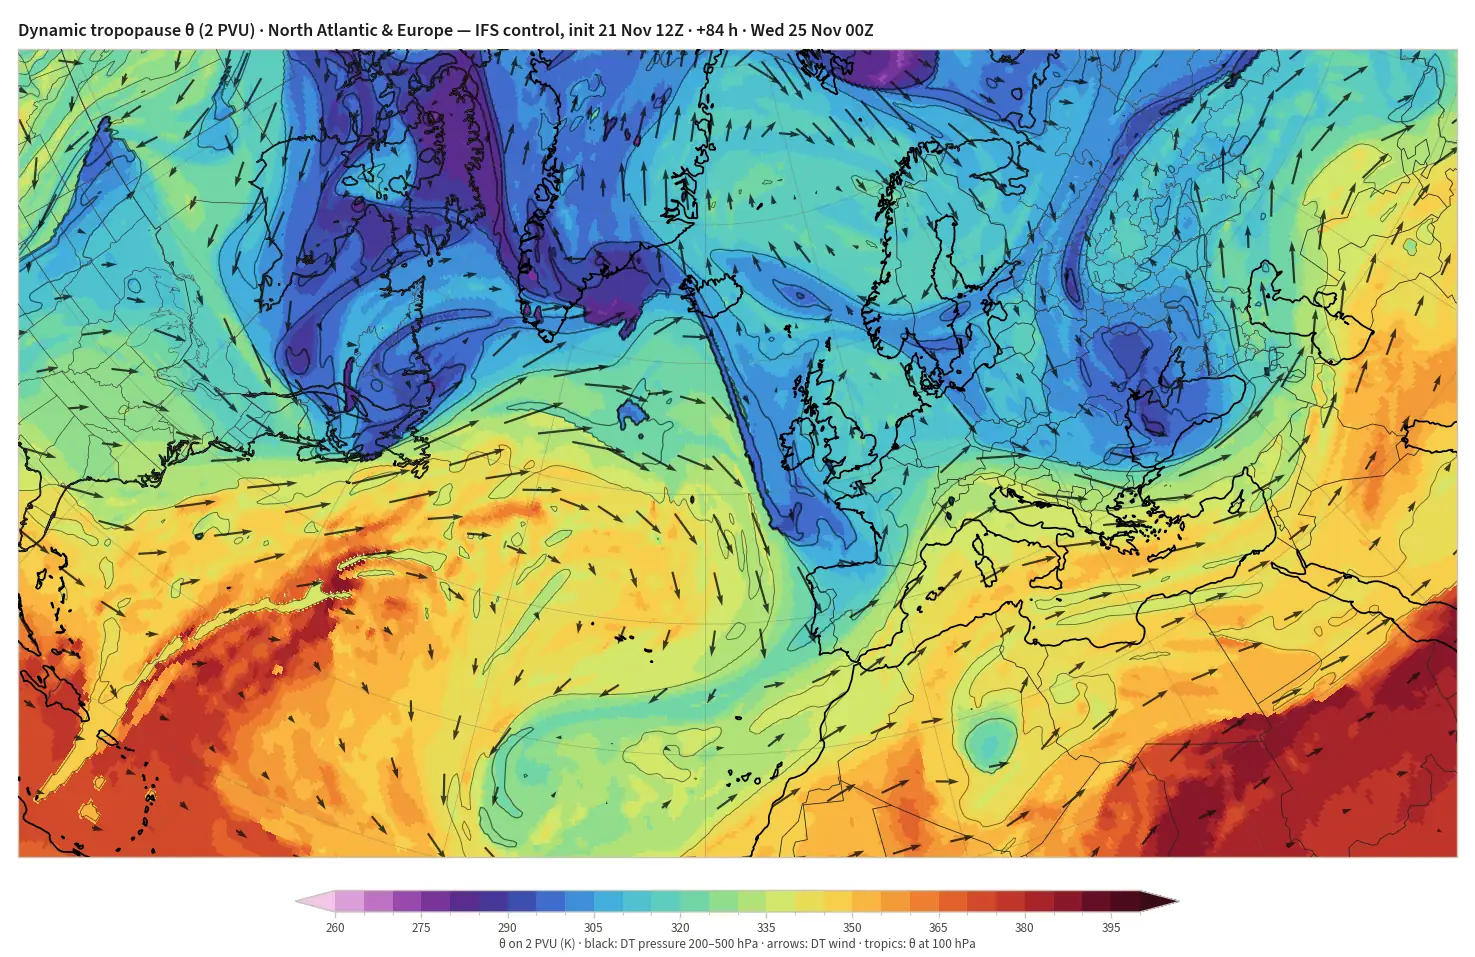 Dynamic tropopause θ (2 PVU) · North Atlantic & Europe — IFS control, init 21 Nov 12Z · +84 h · Wed 25 Nov 00Z
260 275 290 305 320 335 350 365 380 395
θ on 2 PVU (K) · black: DT pressure 200–500 hPa · arrows: DT wind · tropics: θ at 100 hPa